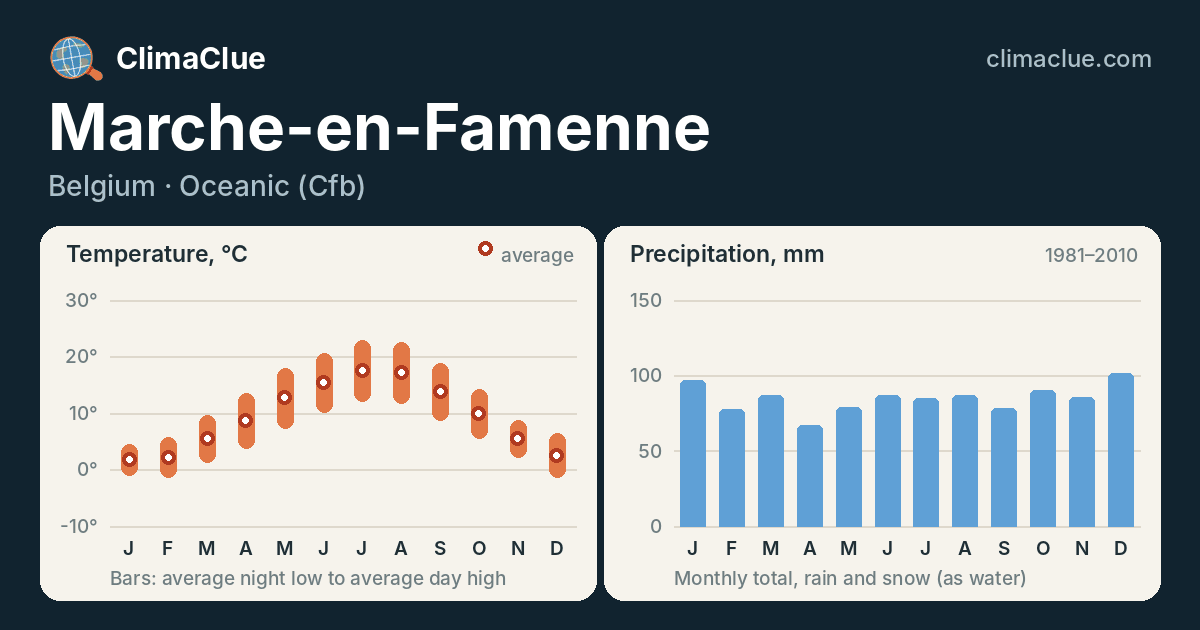 ClimaClue
climaclue.com
Marche-en-Famenne
Belgium · Oceanic (Cfb)
Temperature, °C
average
30°
20°
10°
0°
-10°
J F M A M J J A S O N D
Bars: average night low to average day high
Precipitation, mm
1981–2010
150
100
50
0
J F M A M J J A S O N D
Monthly total, rain and snow (as water)